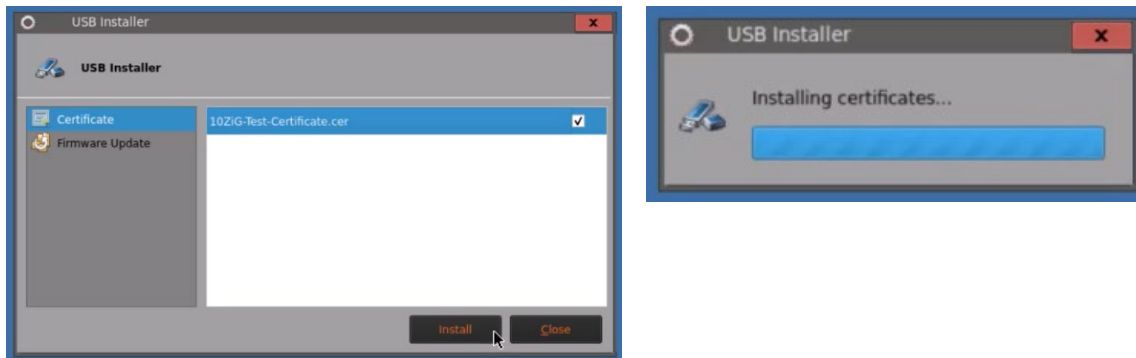 USB Installer
USB Installer
Certificate
10ZiG-Test-Certificate.cer
Firmware Update
Install
Close
USB Installer
Installing certificates...